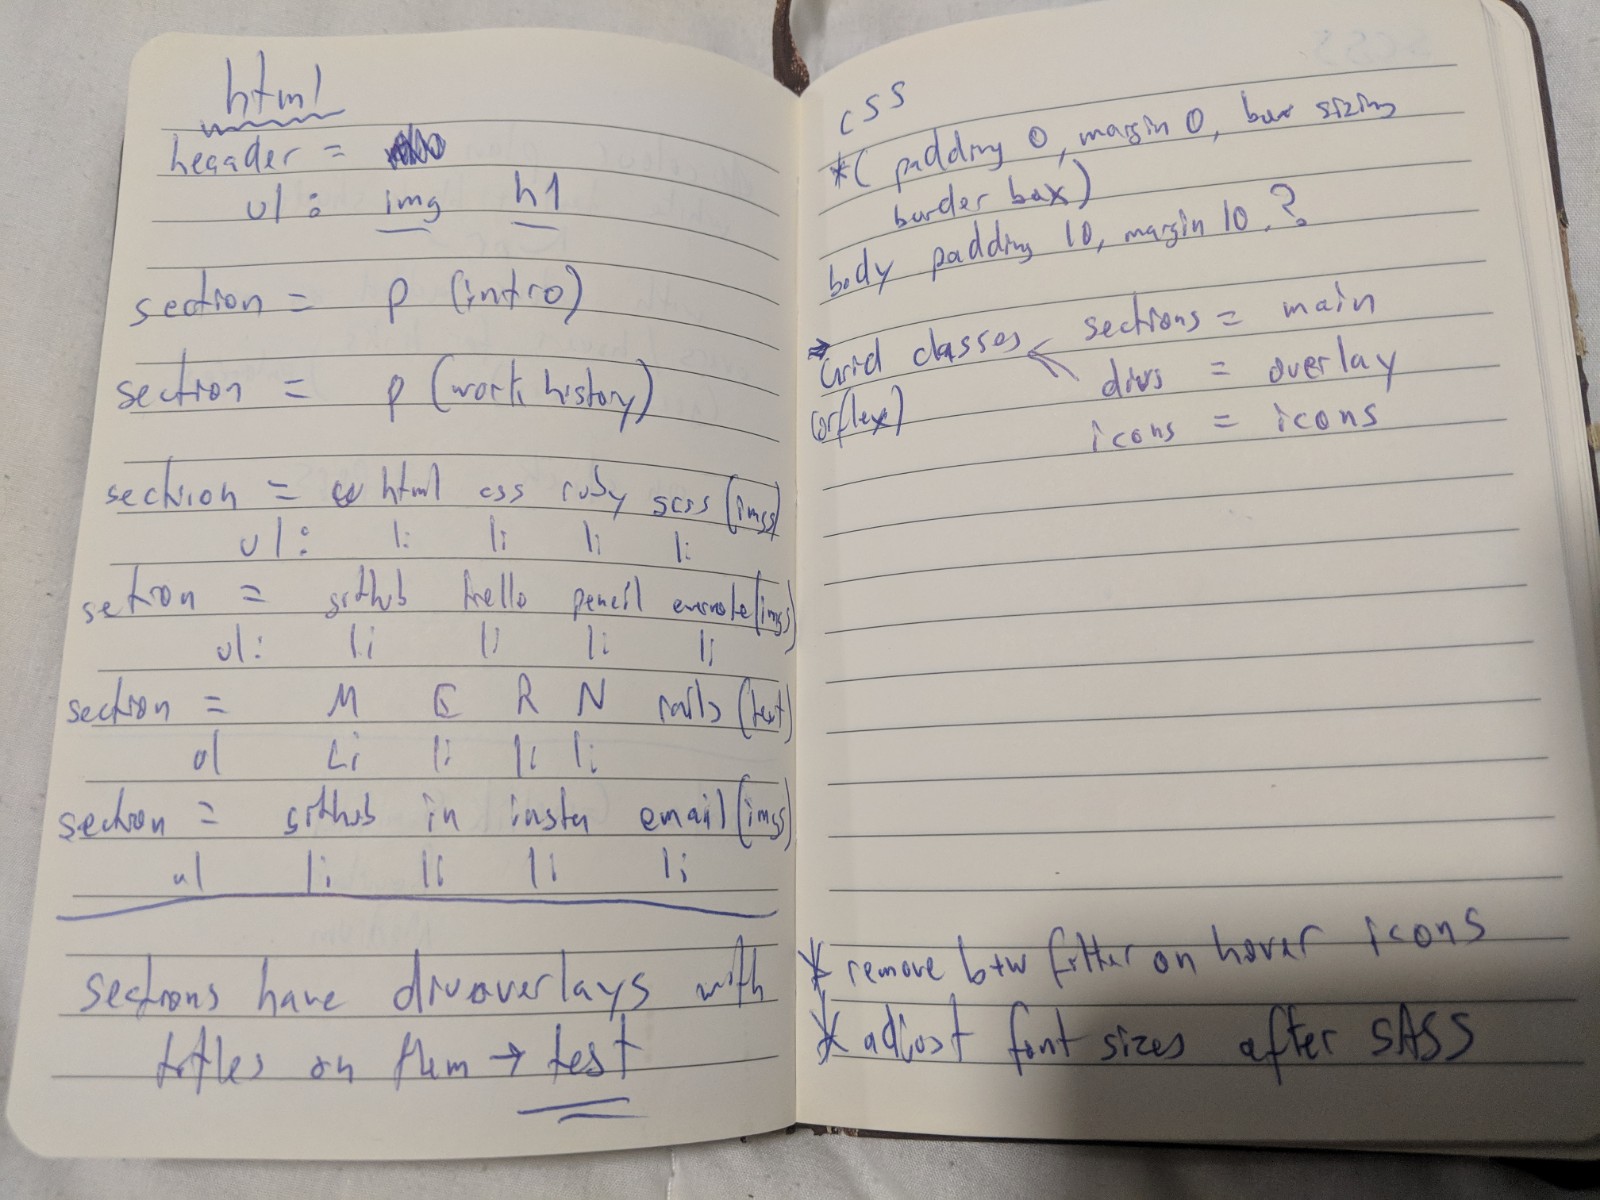 html
heqader =
ul: img h1
section = p (intro)
section = p (work history)
section = html css ruby scss (imgs)
ul: li li li li
setion = github trello pencil evernote (imgs)
ul: li li li li
section = M E R N rails (text)
ul Li li li li
section = github in insta email (imgs)
ul li li li li
sections have div overlays with
titles on them → test
css
*( padding 0, margin 0, box sizing
border box)
body padding 10, margin 10.?
⇒ Grid classes sections = main
divs = overlay
(or flex)
icons = icons
* remove b+w filter on hover icons
* adjust font sizes after SASS